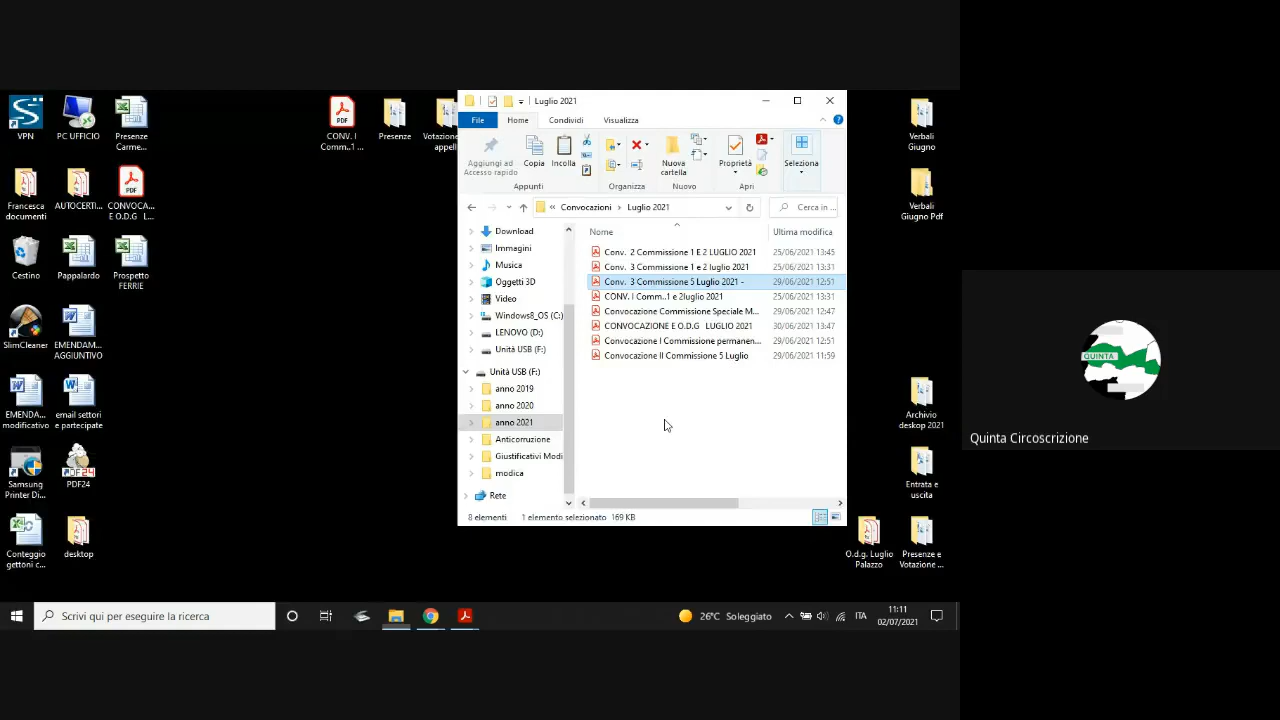 VPN
PC UFFICIO
Presenze
Carme...
Francesca
documenti
AUTOCERTI...
CONVOCA...
E O.D.G L...
Cestino
Pappalardo
Prospetto
FERIE
SlimCleaner
EMENDAM...
AGGIUNTIVO
EMENDA...
modificativo
email settori
e partecipate
Samsung
Printer Di...
PDF24
Conteggio
gettoni c...
desktop
CONV. I
Comm..1 ...
Presenze
Votazione
appell
Luglio 2021
File
Home
Condividi
Visualizza
Aggiungi ad
Accesso rapido
Copia
Incolla
Nuova
cartella
Proprietà
Seleziona
Appunti
Organizza
Nuovo
Apri
« Convocazioni > Luglio 2021
Cerca in ...
Nome
Ultima modifica
Download
Immagini
Musica
Oggetti 3D
Video
Windows8_OS (C:)
LENOVO (D:)
Unità USB (F:)
Unità USB (F:)
anno 2019
anno 2020
anno 2021
Anticorruzione
Giustificativi Modi
modica
Rete
Conv. 2 Commissione 1 E 2 LUGLIO 2021 25/06/2021 13:45
Conv. 3 Commissione 1 e 2 luglio 2021 25/06/2021 13:31
Conv. 3 Commissione 5 Luglio 2021 - 29/06/2021 12:51
CONV. I Comm..1 e 2luglio 2021 25/06/2021 13:31
Convocazione Commissione Speciale M... 29/06/2021 12:47
CONVOCAZIONE E O.D.G LUGLIO 2021 30/06/2021 13:47
Convocazione I Commissione permanen... 29/06/2021 12:51
Convocazione II Commissione 5 Luglio 29/06/2021 11:59
8 elementi 1 elemento selezionato 169 KB
Verbali
Giugno
Verbali
Giugno Pdf
Archivio
deskop 2021
Entrata e
uscita
O.d.g. Luglio
Palazzo
Presenze e
Votazione ...
QUINTA
Quinta Circoscrizione
Scrivi qui per eseguire la ricerca
26°C Soleggiato
ITA
11:11
02/07/2021